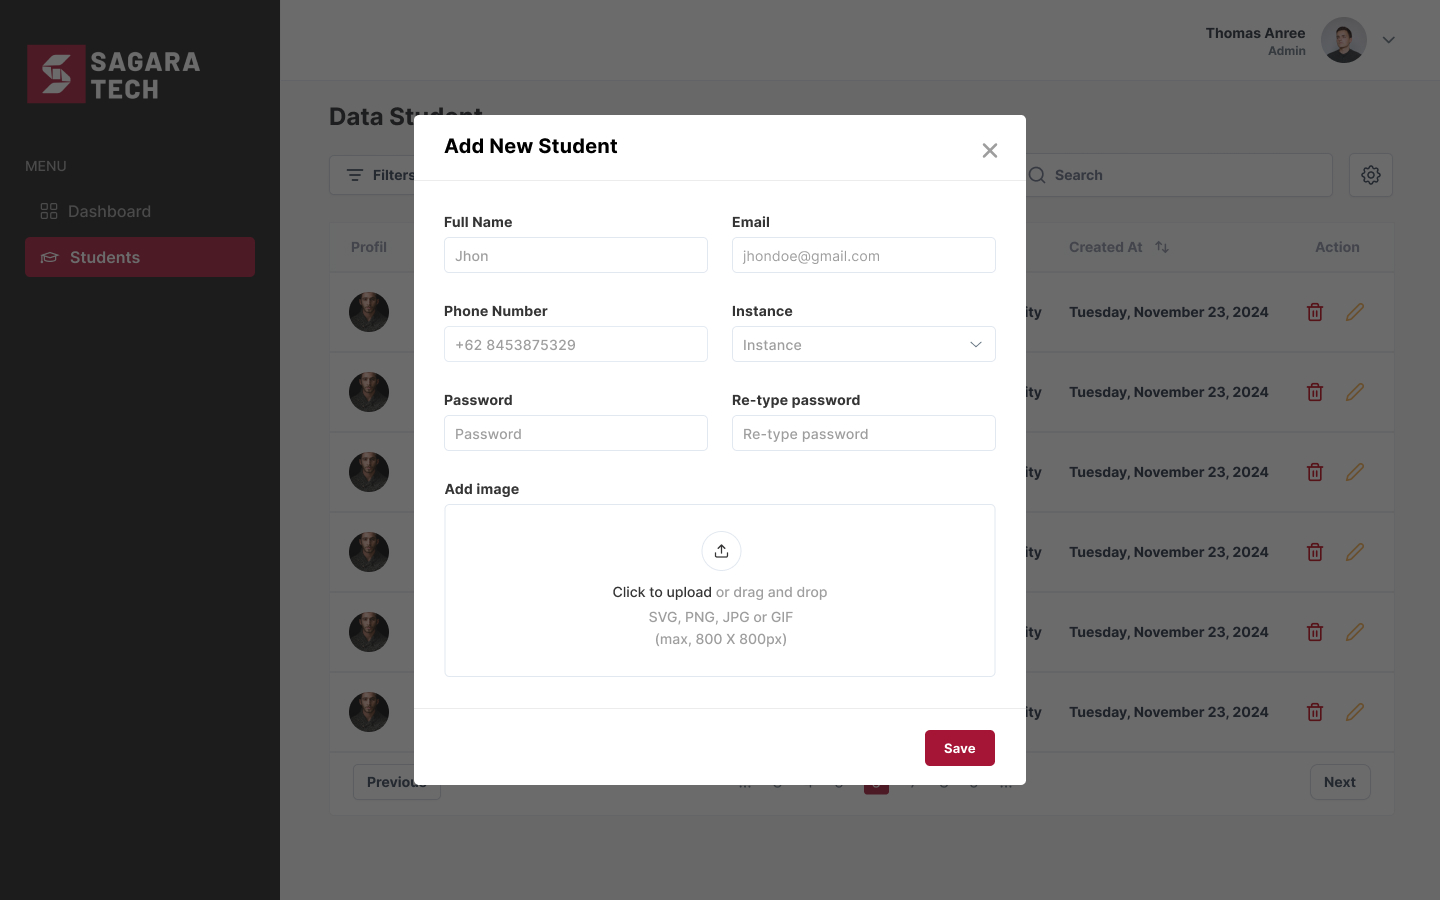 SAGARA
TECH
Thomas Anree
Admin
MENU
Dashboard
Students
Data Student
Filters
Search
Profil
Created At
Action
Add New Student
Full Name
Email
Jhon
jhondoe@gmail.com
Phone Number
Instance
+62 8453875329
Instance
Password
Re-type password
Password
Re-type password
Add image
Click to upload or drag and drop
SVG, PNG, JPG or GIF
(max, 800 X 800px)
Save
ity Tuesday, November 23, 2024
ity Tuesday, November 23, 2024
ity Tuesday, November 23, 2024
ity Tuesday, November 23, 2024
ity Tuesday, November 23, 2024
ity Tuesday, November 23, 2024
Previous
Next